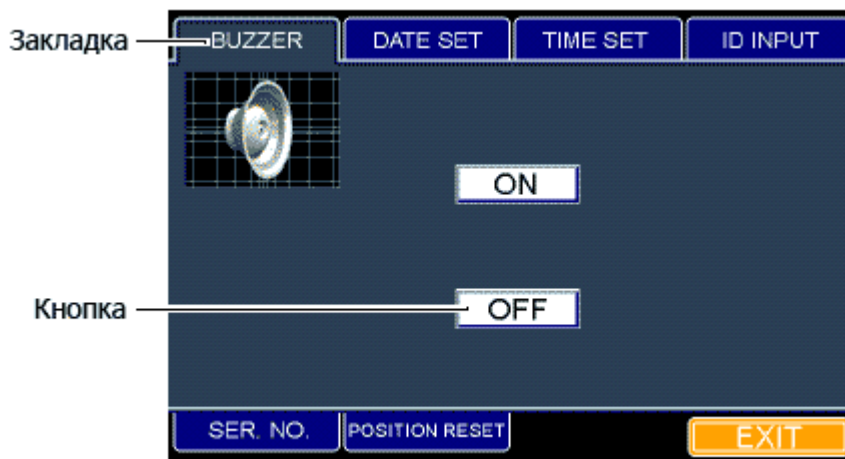 Закладка
BUZZER DATE SET TIME SET ID INPUT
ON
Кнопка
OFF
SER. NO. POSITION RESET EXIT